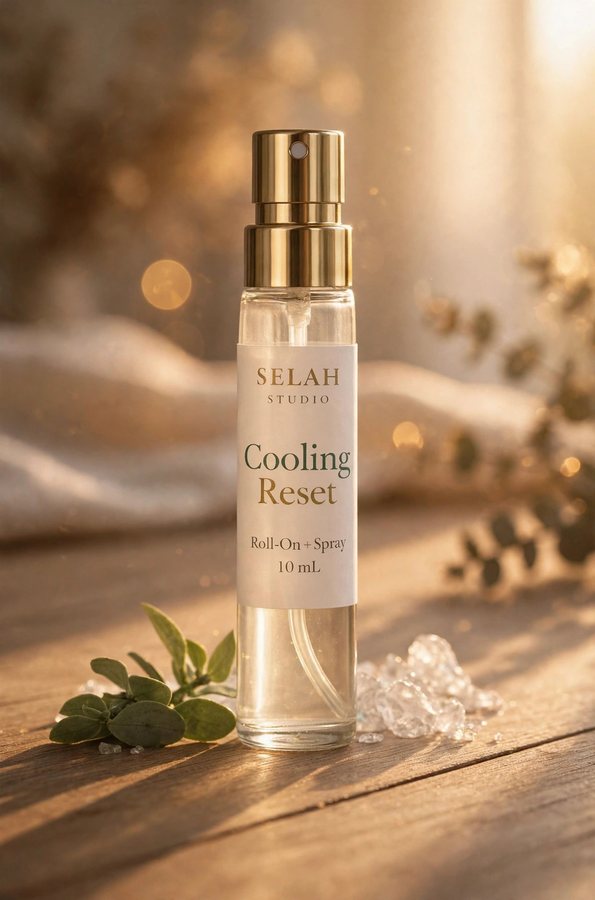 SELAH
STUDIO
Cooling
Reset
Roll-On + Spray
10 mL